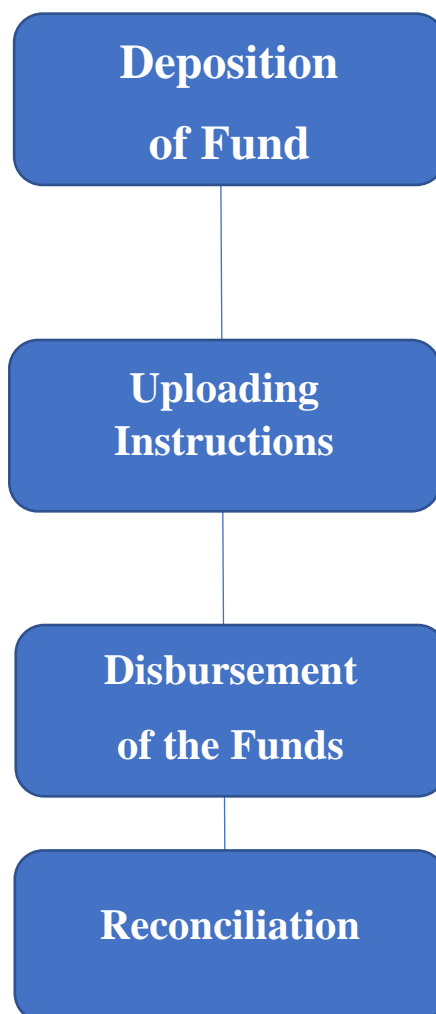 Deposition
of Fund
Uploading
Instructions
Disbursement
of the Funds
Reconciliation